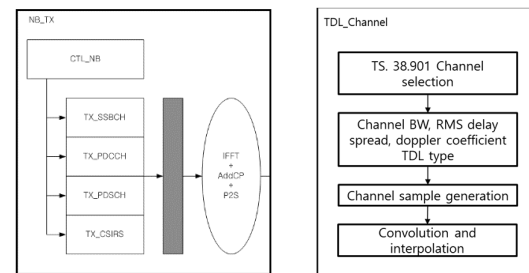 NB_TX
CTL_NB
TX_SSBCH
TX_PDCCH
TX_PDSCH
TX_CSIRS
IFFT
+
AddCP
+
P2S
TDL_Channel
TS. 38.901 Channel
selection
Channel BW, RMS delay
spread, doppler coefficient
TDL type
Channel sample generation
Convolution and
interpolation